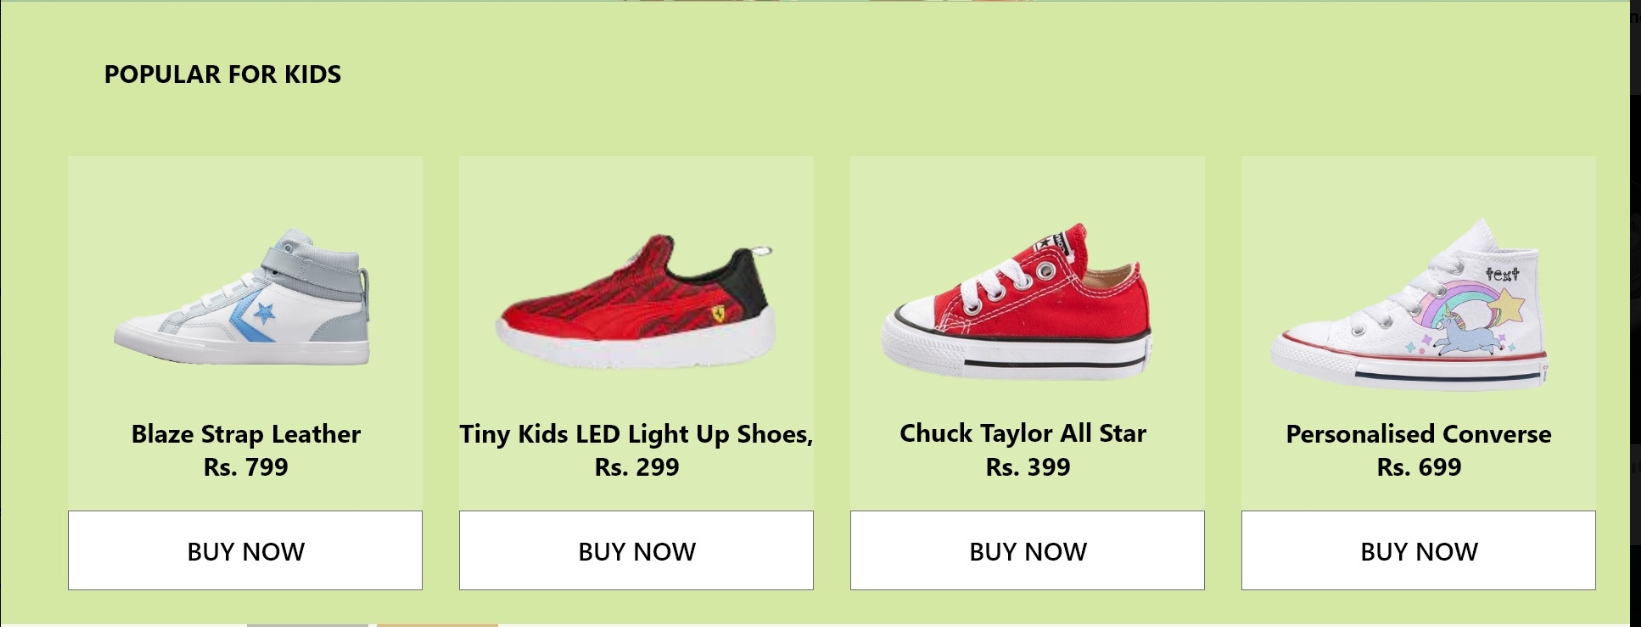 POPULAR FOR KIDS
text
Blaze Strap Leather
Rs. 799
BUY NOW
Tiny Kids LED Light Up Shoes,
Rs. 299
BUY NOW
Chuck Taylor All Star
Rs. 399
BUY NOW
Personalised Converse
Rs. 699
BUY NOW